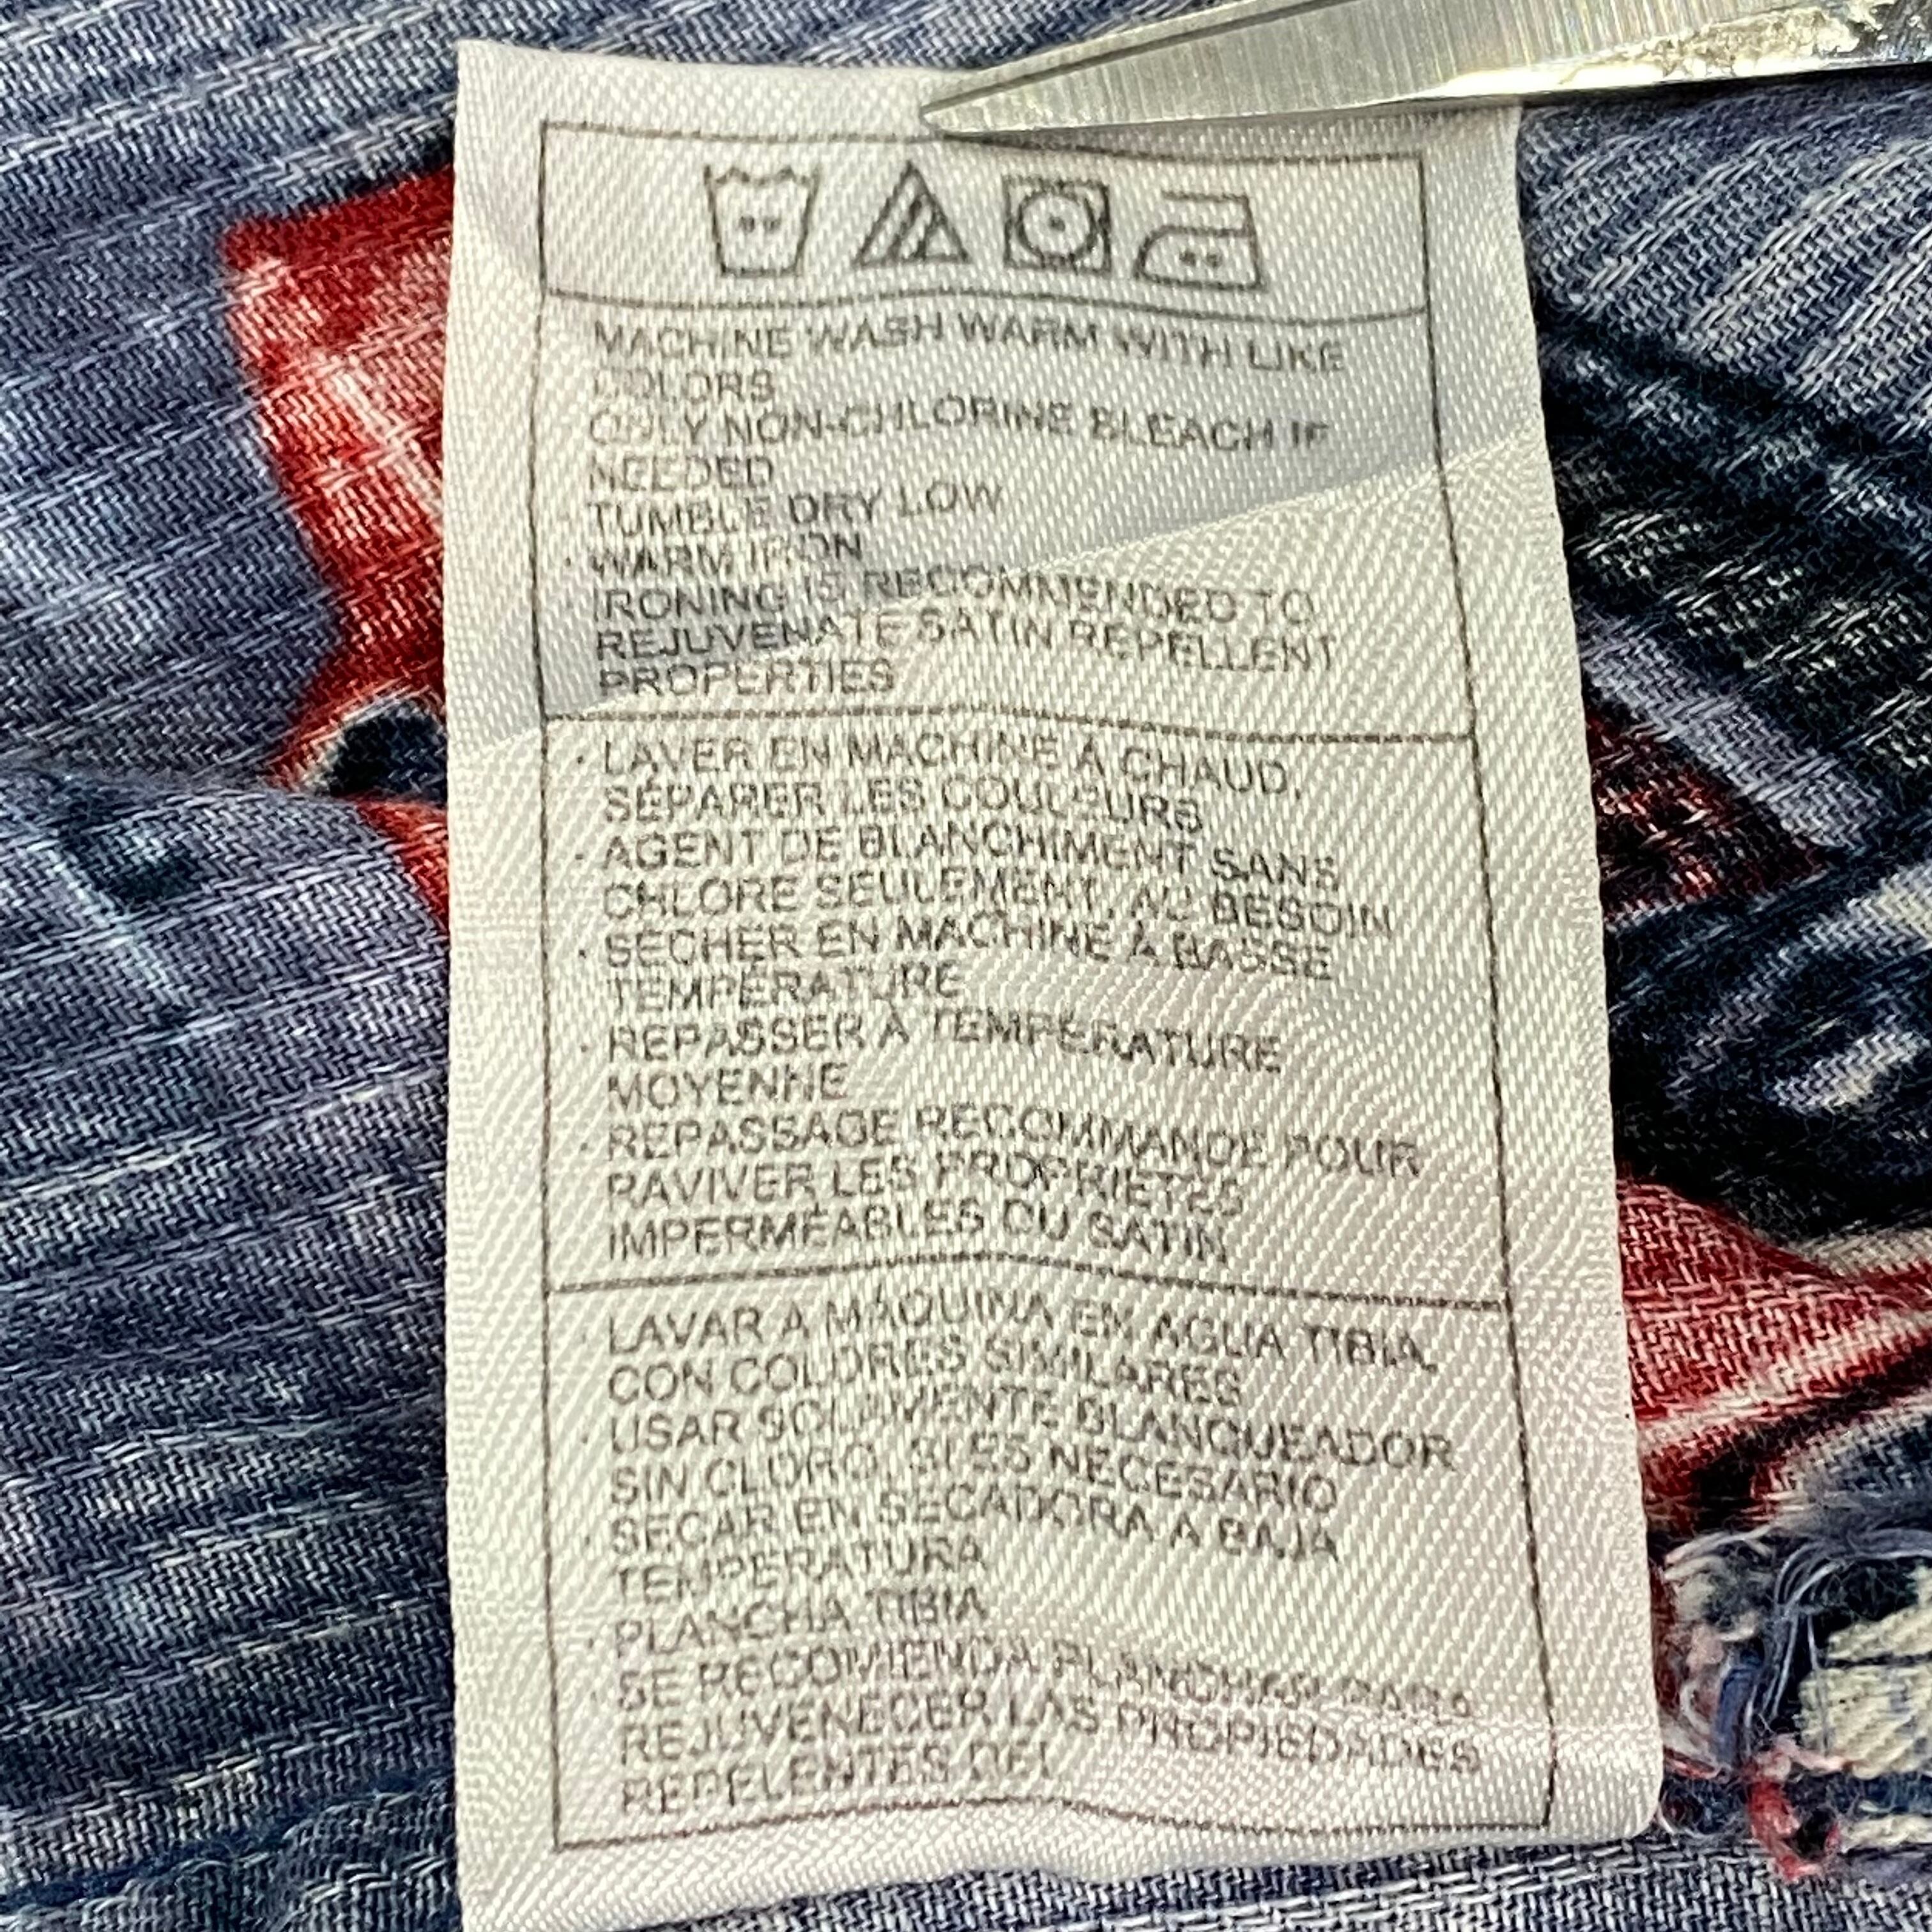 MACHINE WASH WARM WITH LIKE
COLORS
ONLY NON-CHLORINE BLEACH IF
NEEDED
TUMBLE DRY LOW
· WARM IRON
· IRONING IS RECOMMENDED TO
REJUVENATE SATIN REPELLENT
PROPERTIES
· LAVER EN MACHINE À CHAUD,
SÉPARER LES COULEURS
· AGENT DE BLANCHIMENT SANS
CHLORE SEULEMENT, AU BESOIN
· SÉCHER EN MACHINE À BASSE
TEMPÉRATURE
· REPASSER À TEMPÉRATURE
MOYENNE
· REPASSAGE RECOMMANDÉ POUR
RAVIVER LES PROPRIÉTÉS
IMPERMÉABLES DU SATIN
· LAVAR A MÁQUINA EN AGUA TIBIA,
CON COLORES SIMILARES
· USAR SOLAMENTE BLANQUEADOR
SIN CLORO, SI ES NECESARIO
· SECAR EN SECADORA A BAJA
TEMPERATURA
· PLANCHA TIBIA
· SE RECOMIENDA PLANCHAR PARA
REJUVENECER LAS PROPIEDADES
REPELENTES DEL